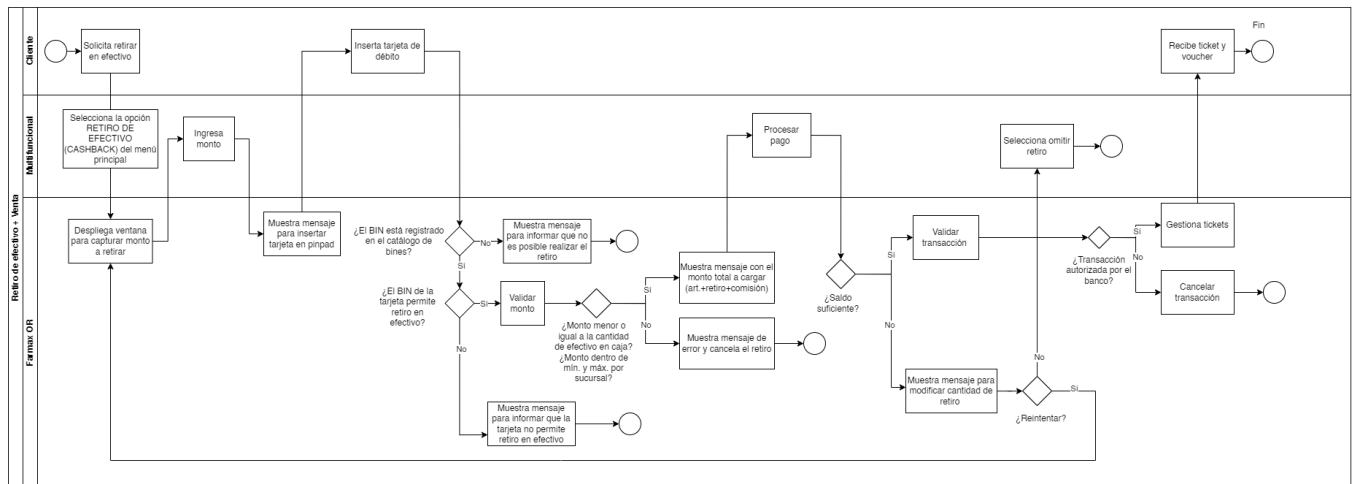 Retiro de efectivo + Venta
Cliente
Multifuncional
Farmax OR
Solicita retirar
en efectivo
Inserta tarjeta de
débito
Recibe ticket y
voucher
Fin
Selecciona la opción
RETIRO DE
EFECTIVO
(CASHBACK) del menú
principal
Ingresa
monto
Procesar
pago
Selecciona omitir
retiro
Despliega ventana
para capturar monto
a retirar
Muestra mensaje
para insertar
tarjeta en pinpad
¿El BIN está registrado
en el catálogo de
bines?
No
Muestra mensaje
para informar que no
es posible realizar el
retiro
Sí
¿El BIN de la
tarjeta permite
retiro en
efectivo?
Sí
Validar
monto
No
Muestra mensaje
para informar que la
tarjeta no permite
retiro en efectivo
¿Monto menor o
igual a la cantidad
de efectivo en caja?
¿Monto dentro de
mín. y máx. por
sucursal?
Sí
Muestra mensaje con el
monto total a cargar
(art.+retiro+comisión)
No
Muestra mensaje de
error y cancela el retiro
¿Saldo
suficiente?
Sí
Validar
transacción
No
Muestra mensaje para
modificar cantidad de
retiro
¿Reintentar?
No
Sí
¿Transacción
autorizada por el
banco?
Sí
Gestiona tickets
No
Cancelar
transacción